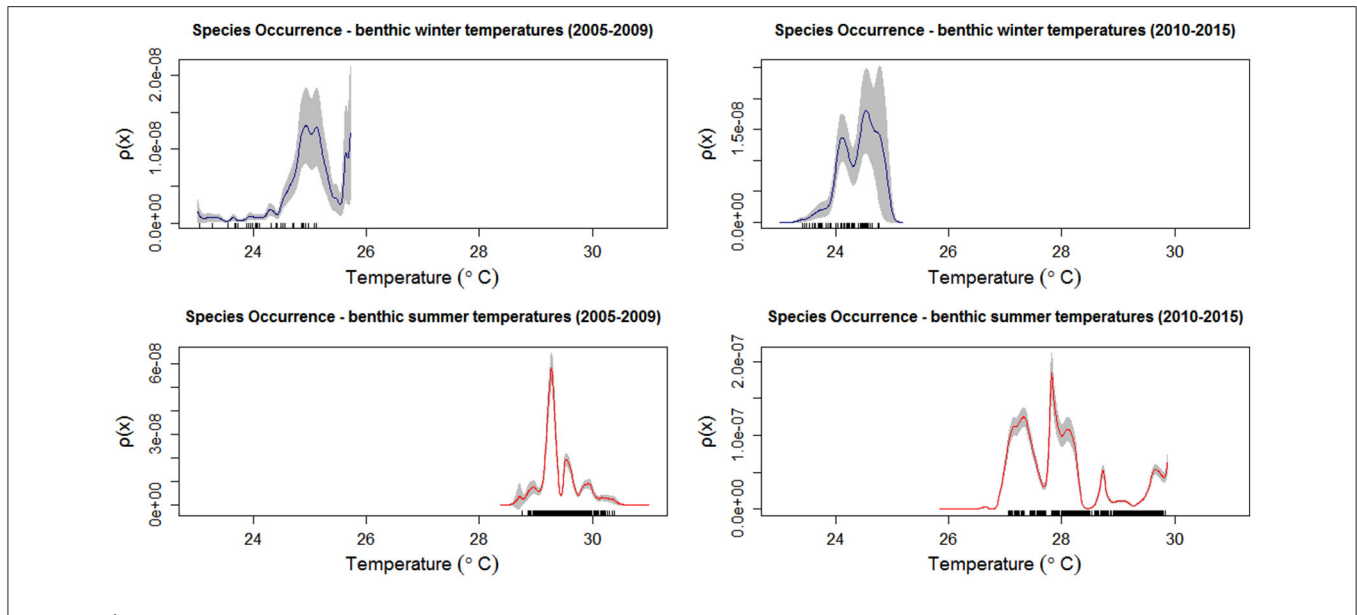 Species Occurrence - benthic winter temperatures (2005-2009)
ρ(x)
0.0e+00 1.0e-08 2.0e-08
24 26 28 30
Temperature (° C)
Species Occurrence - benthic winter temperatures (2010-2015)
ρ(x)
0.0e+00 1.5e-08
24 26 28 30
Temperature (° C)
Species Occurrence - benthic summer temperatures (2005-2009)
ρ(x)
0e+00 3e-08 6e-08
24 26 28 30
Temperature (° C)
Species Occurrence - benthic summer temperatures (2010-2015)
ρ(x)
0.0e+00 1.0e-07 2.0e-07
24 26 28 30
Temperature (° C)